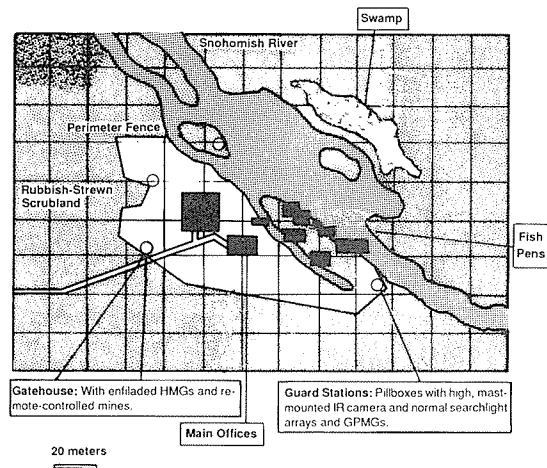 Swamp
Snohomish River
Perimeter Fence
Rubbish-Strewn
Scrubland
Fish
Pens
Gatehouse: With enfiladed HMGs and re-
mote-controlled mines.
Guard Stations: Pillboxes with high, mast-
mounted IR camera and normal searchlight
arrays and GPMGs.
Main Offices
20 meters